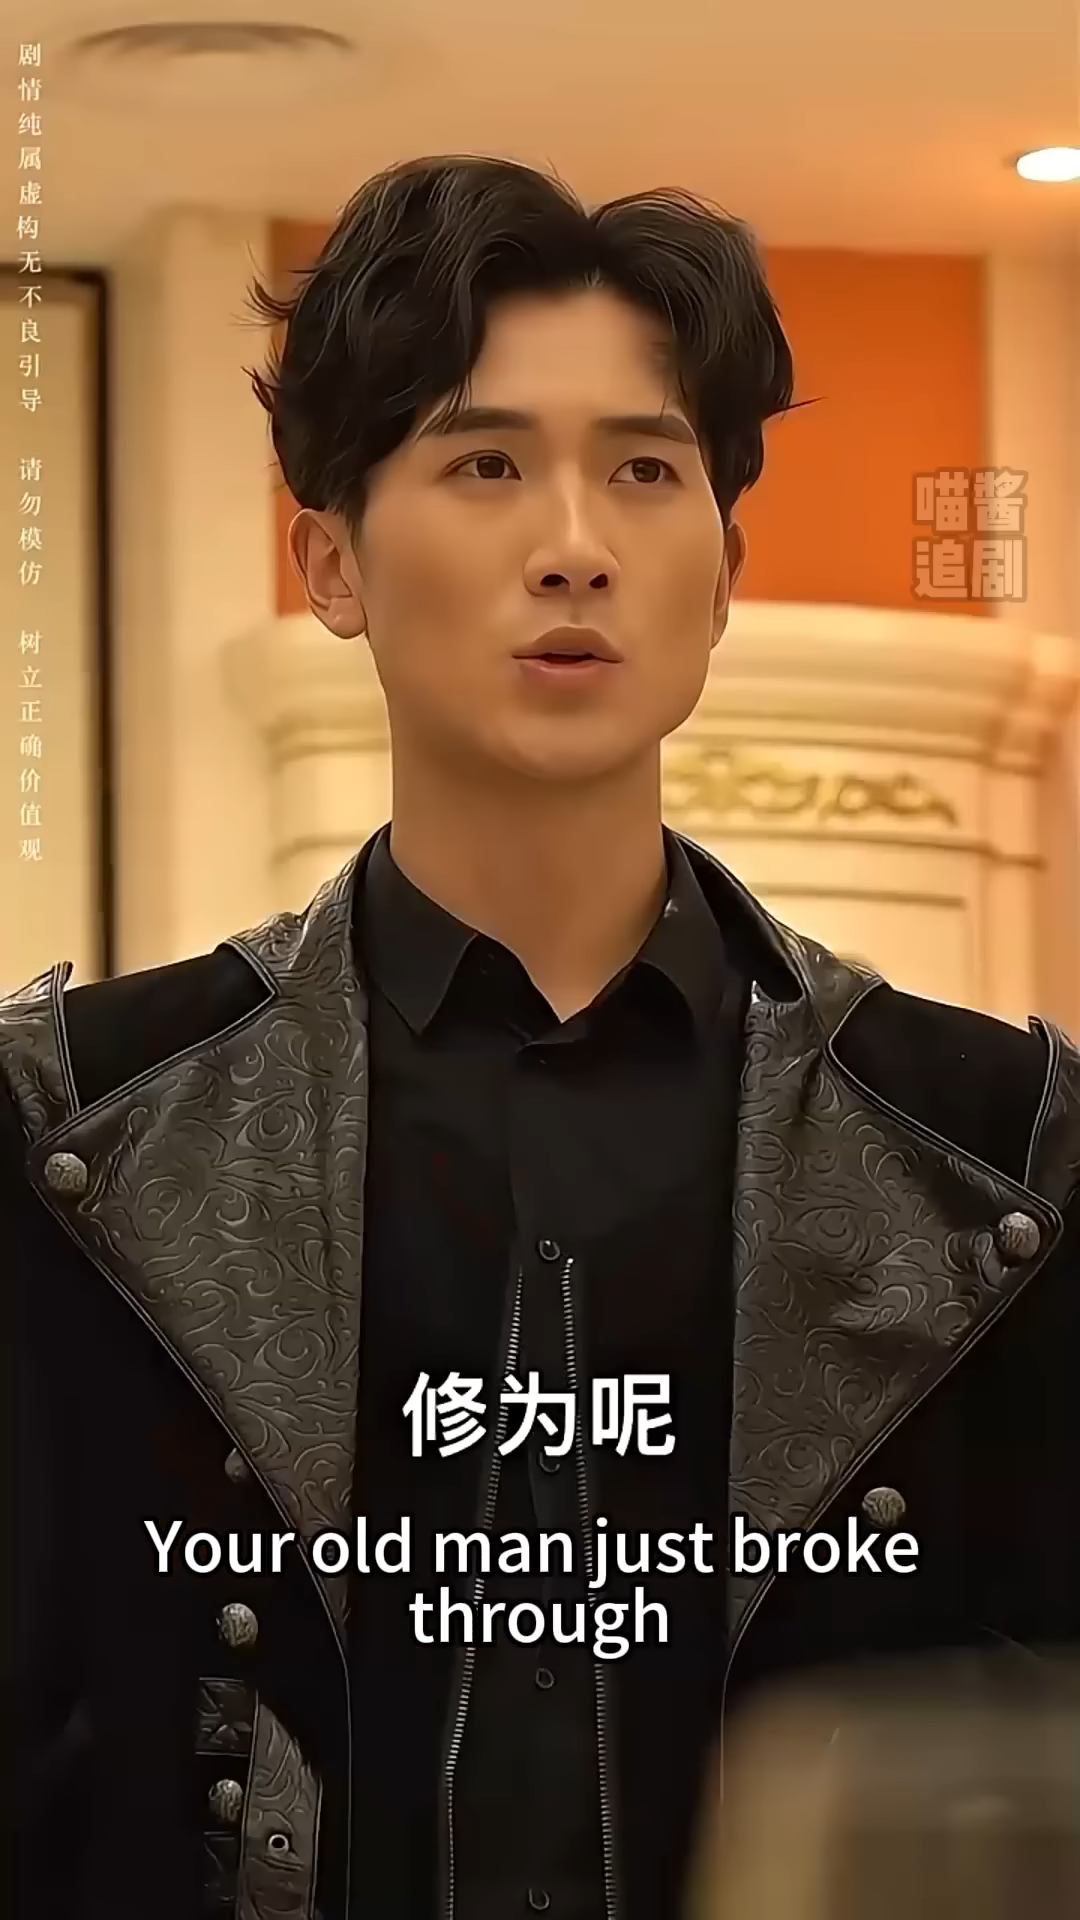 剧情纯属虚构无不良引导 请勿模仿 树立正确价值观
喵酱
追剧
修为呢
Your old man just broke
through